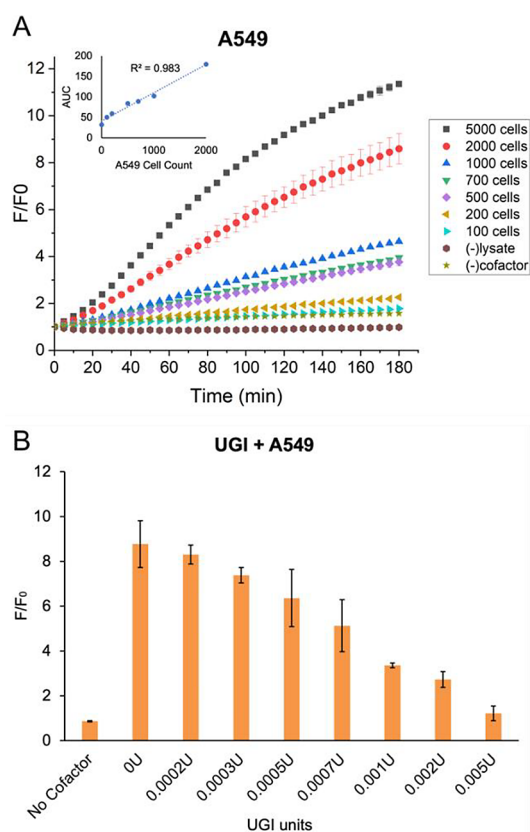 A
A549
200
150
100
50
0
R² = 0.983
AUC
0 1000 2000
A549 Cell Count
12
10
8
6
4
2
0
F/F0
0 20 40 60 80 100 120 140 160 180
Time (min)
5000 cells
2000 cells
1000 cells
700 cells
500 cells
200 cells
100 cells
(-)lysate
(-)cofactor
B
UGI + A549
12
10
8
6
4
2
0
F/F₀
No Cofactor
0U
0.0002U
0.0003U
0.0005U
0.0007U
0.001U
0.002U
0.005U
UGI units